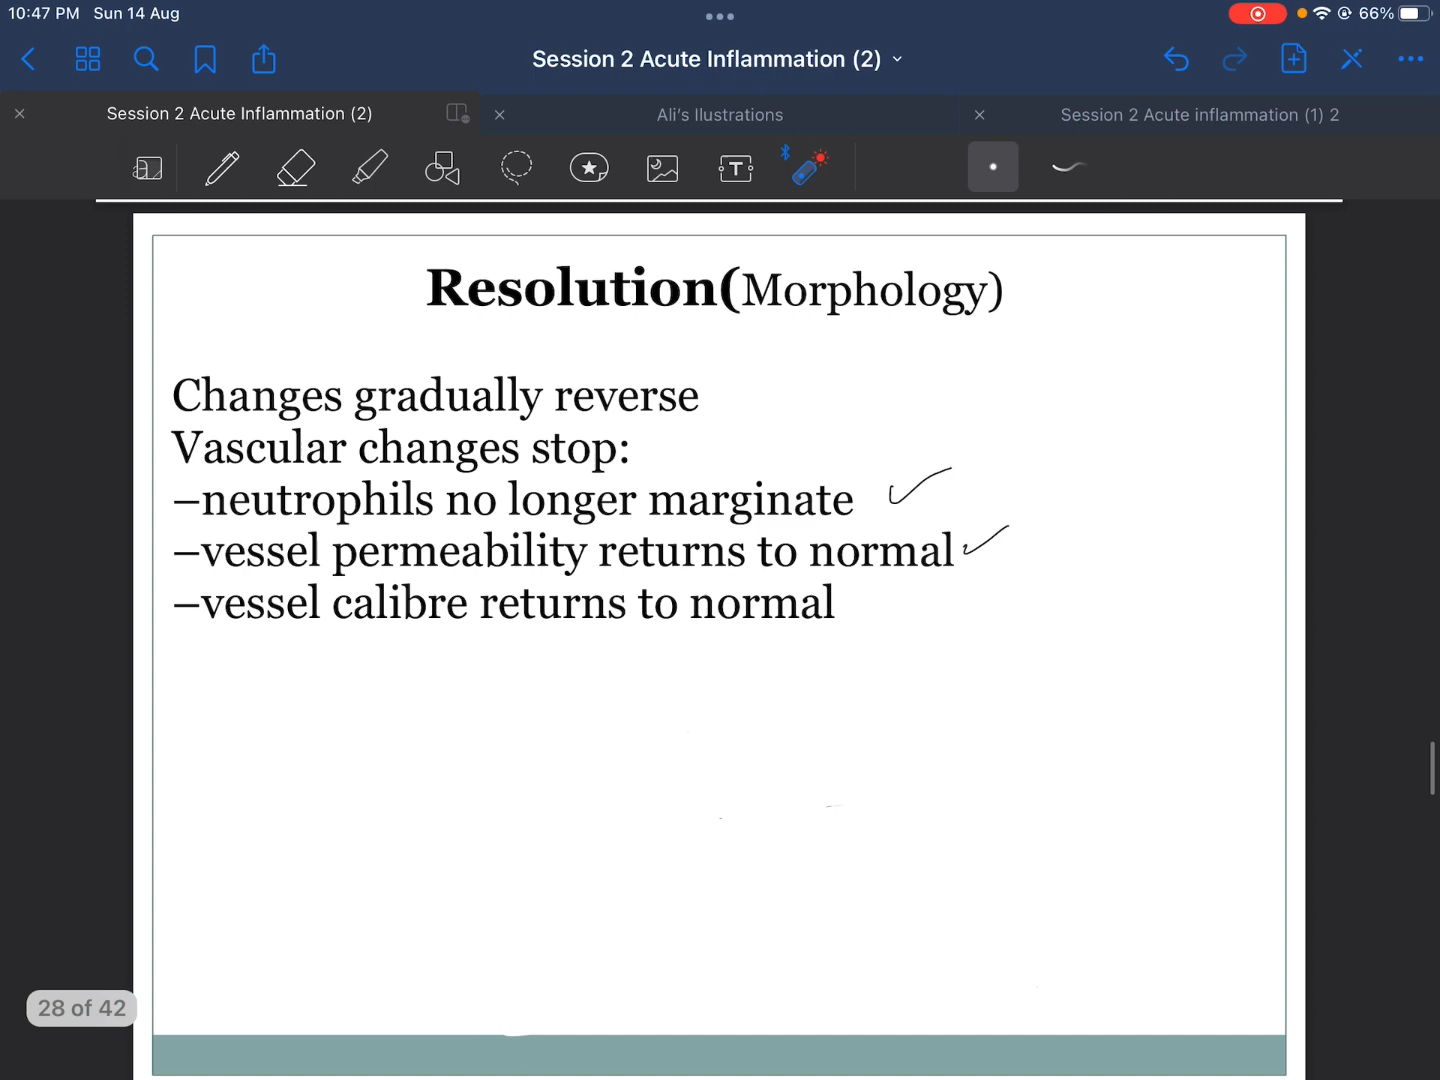 10:47 PM Sun 14 Aug
66%
Session 2 Acute Inflammation (2)
Session 2 Acute Inflammation (2)
Ali's Ilustrations
Session 2 Acute inflammation (1) 2
Resolution(Morphology)
Changes gradually reverse
Vascular changes stop:
–neutrophils no longer marginate
–vessel permeability returns to normal
–vessel calibre returns to normal
28 of 42